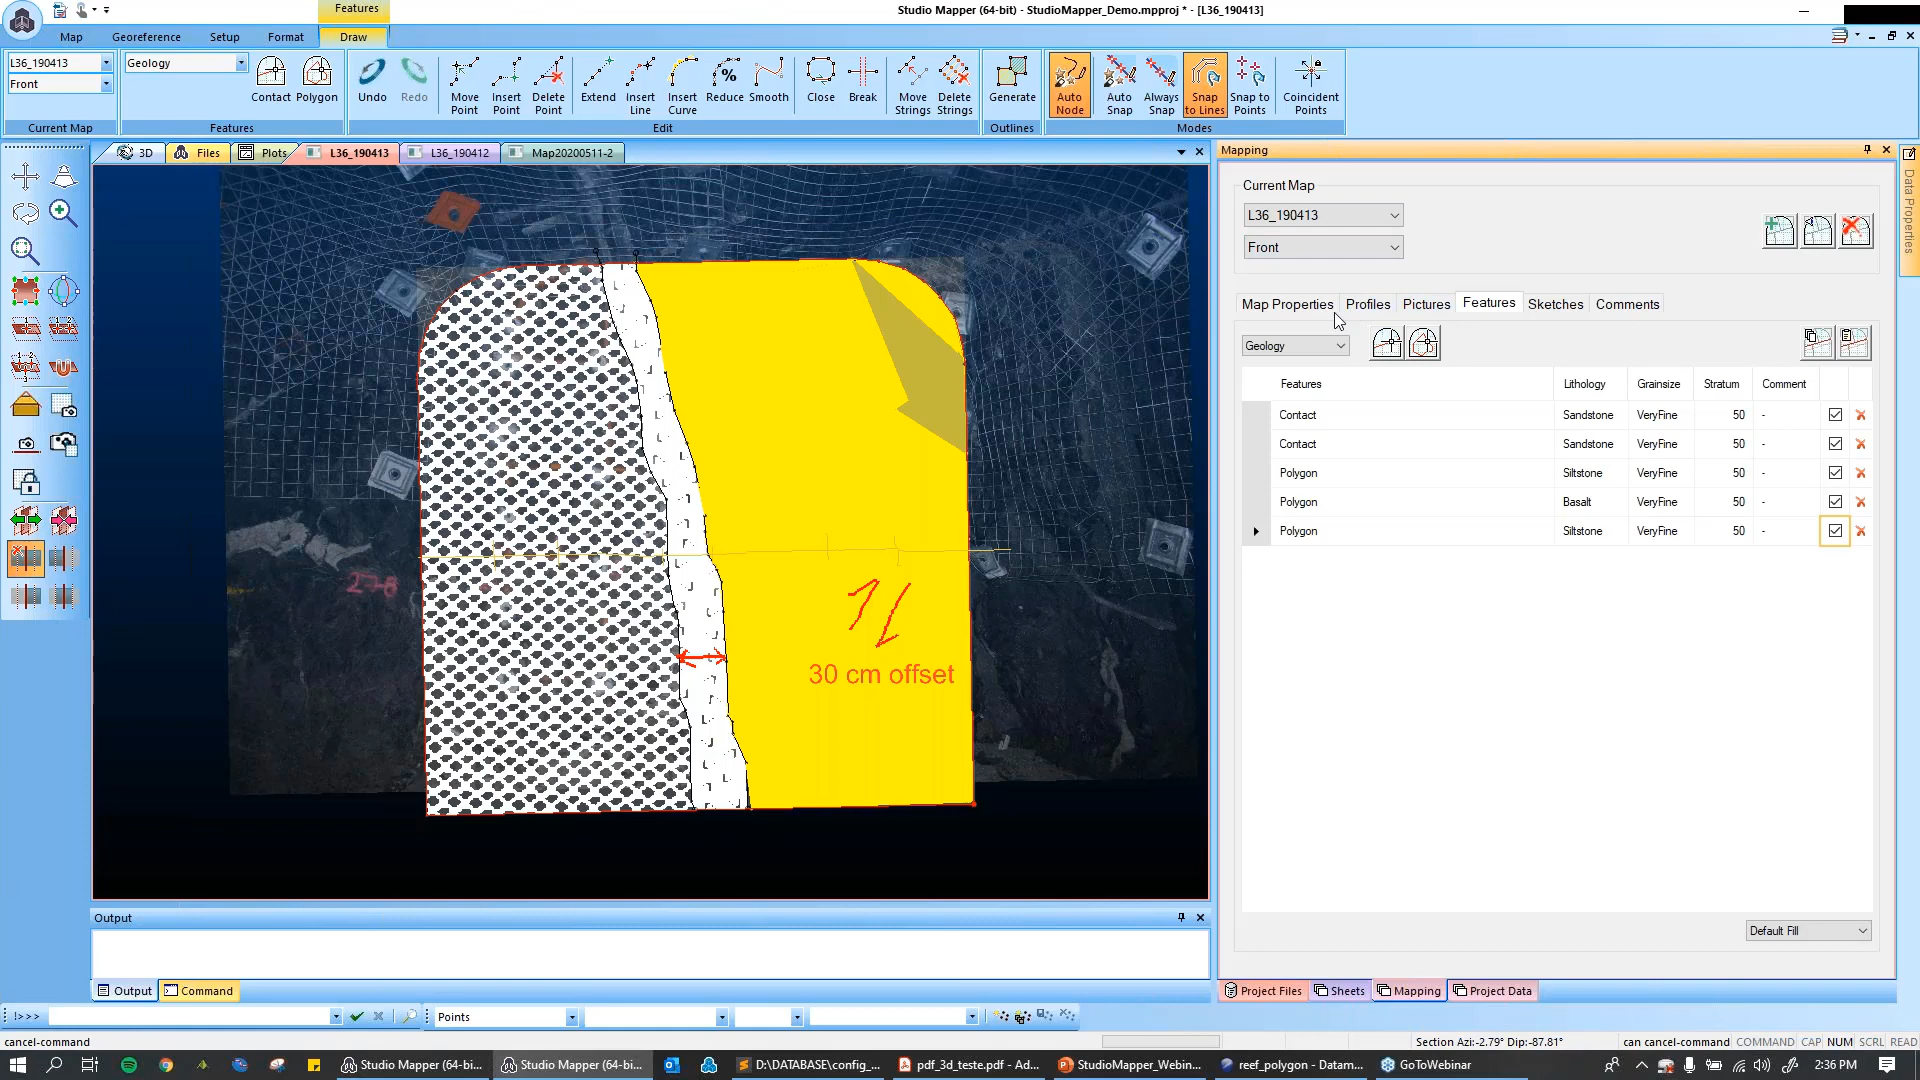 Features
Studio Mapper (64-bit) - StudioMapper_Demo.mpproj * - [L36_190413]
Map Georeference Setup Format Draw
L36_190413
Front
Current Map
Geology
Contact Polygon
Features
Undo Redo Move Point Insert Point Delete Point Extend Insert Line Insert Curve Reduce Smooth Close Break Move Strings Delete Strings
Edit
Generate
Outlines
Auto Node Auto Snap Always Snap Snap to Lines Snap to Points Coincident Points
Modes
3D Files Plots L36_190413 L36_190412 Map20200511-2
278
30 cm offset
Mapping
Current Map
L36_190413
Front
Map Properties Profiles Pictures Features Sketches Comments
Geology
Features Lithology Grainsize Stratum Comment
Contact Sandstone VeryFine 50 -
Contact Sandstone VeryFine 50 -
Polygon Siltstone VeryFine 50 -
Polygon Basalt VeryFine 50 -
Polygon Siltstone VeryFine 50 -
Default Fill
Data Properties
Output
Output Command
Project Files Sheets Mapping Project Data
!>>> Points
cancel-command
Section Azi:-2.79° Dip:-87.81° can cancel-command COMMAND CAP NUM SCRL READ
Studio Mapper (64-bi... Studio Mapper (64-bi... D:\DATABASE\config_... pdf_3d_teste.pdf - Ad... StudioMapper_Webin... reef_polygon - Datam... GoToWebinar 2:36 PM